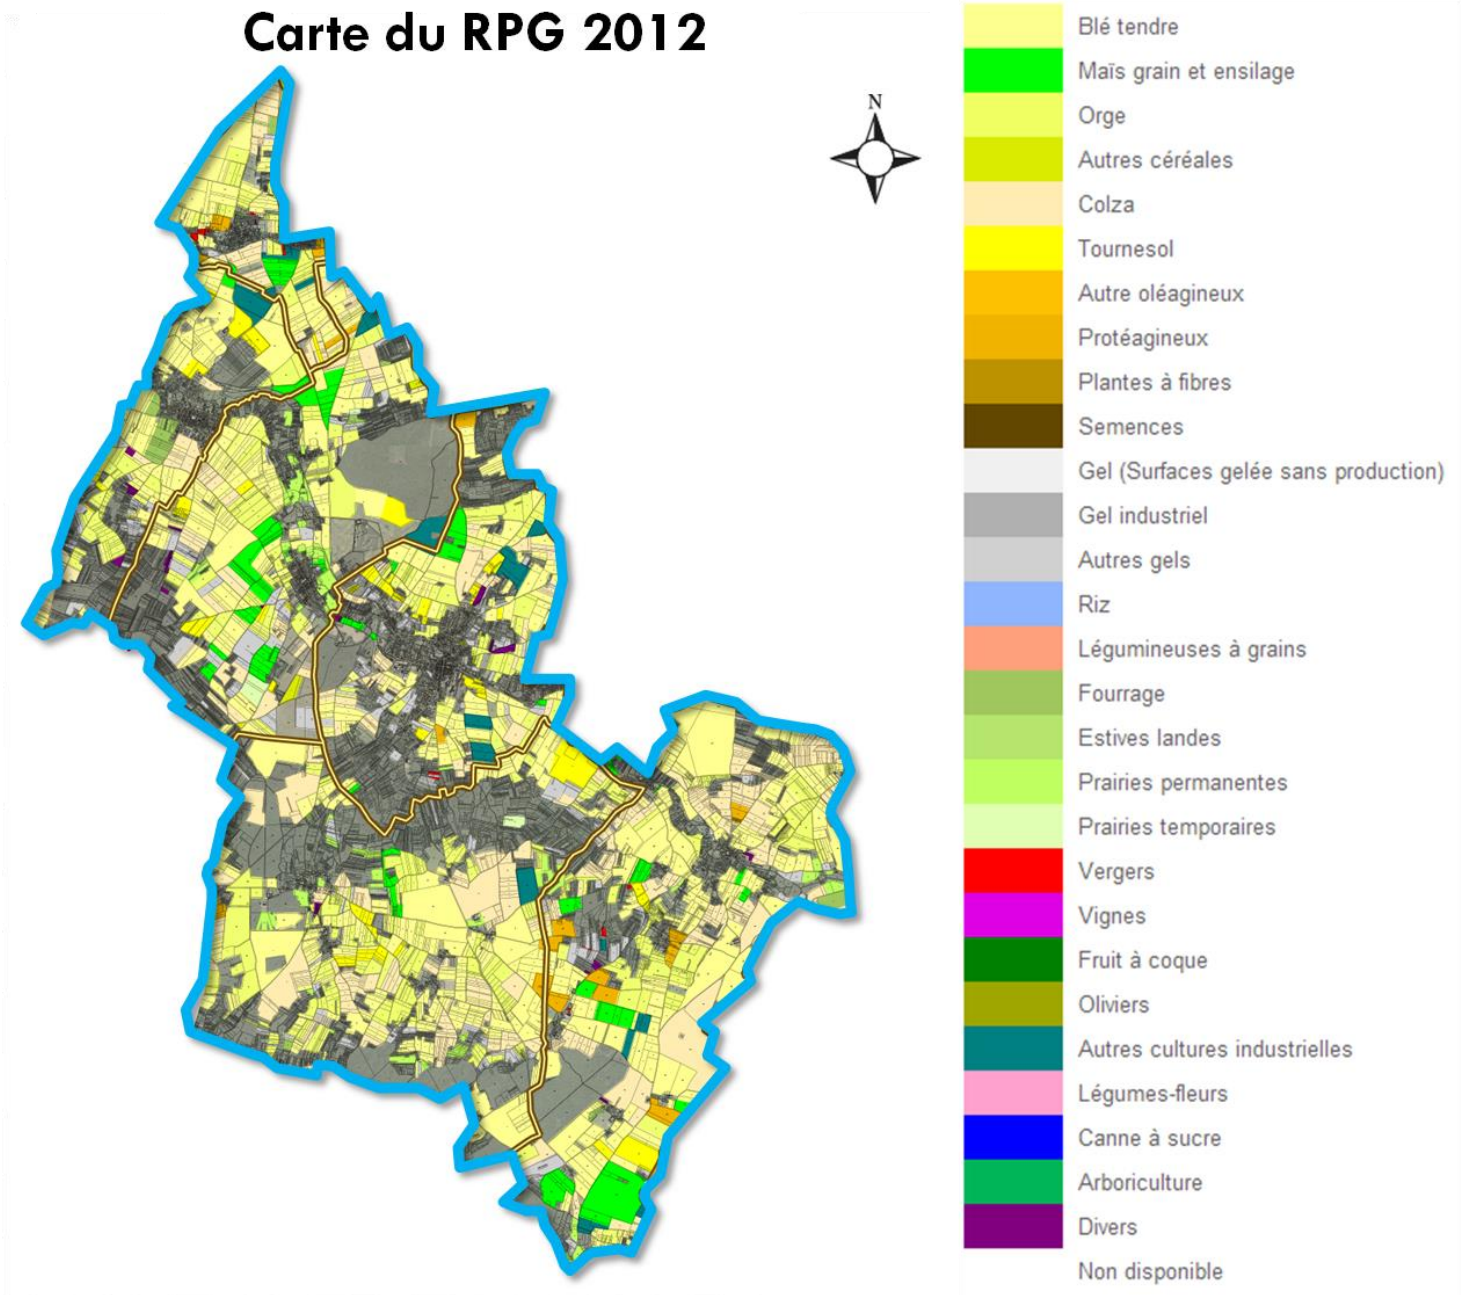 Carte du RPG 2012
N
Blé tendre
Maïs grain et ensilage
Orge
Autres céréales
Colza
Tournesol
Autre oléagineux
Protéagineux
Plantes à fibres
Semences
Gel (Surfaces gelée sans production)
Gel industriel
Autres gels
Riz
Légumineuses à grains
Fourrage
Estives landes
Prairies permanentes
Prairies temporaires
Vergers
Vignes
Fruit à coque
Oliviers
Autres cultures industrielles
Légumes-fleurs
Canne à sucre
Arboriculture
Divers
Non disponible